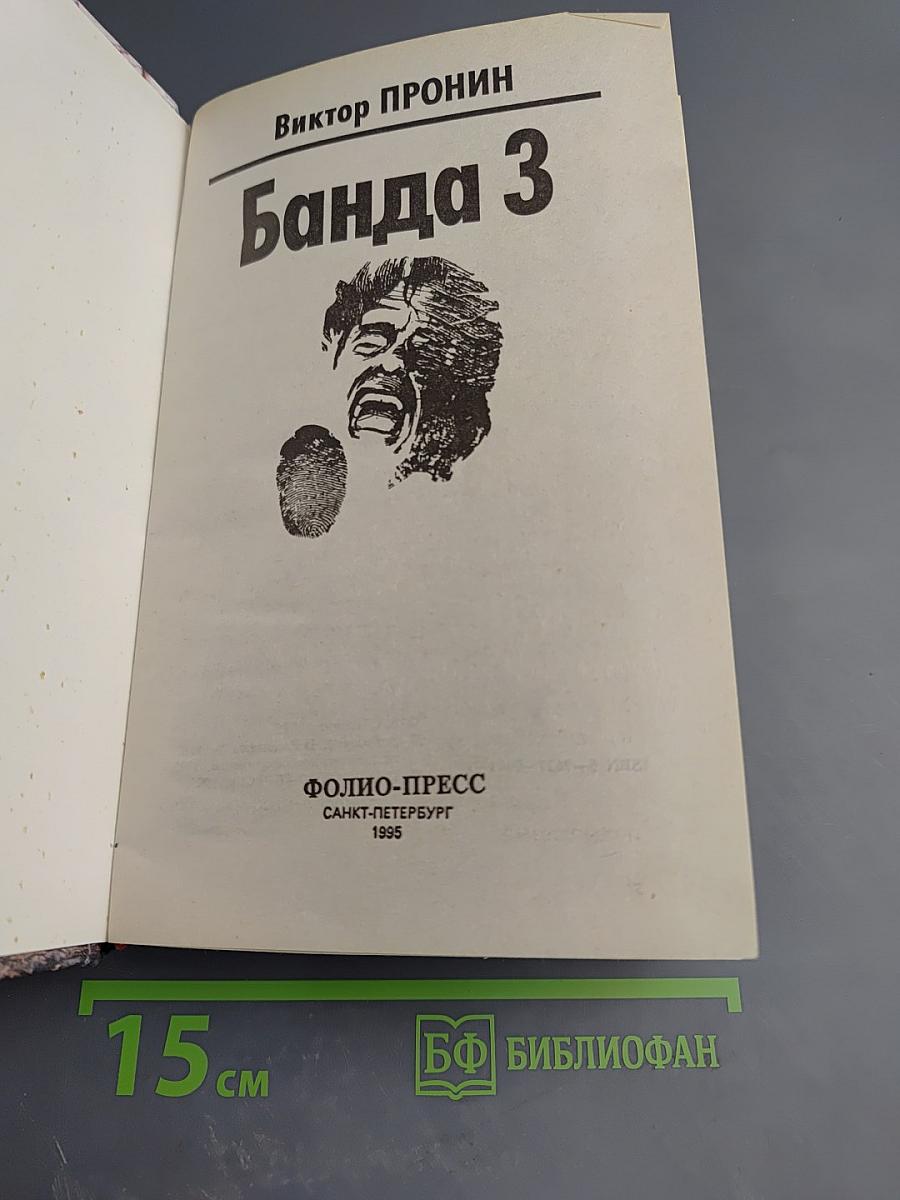 Виктор ПРОНИН
Банда 3
ФОЛИО-ПРЕСС
САНКТ-ПЕТЕРБУРГ
1995
15 см
БФ БИБЛИОФАН